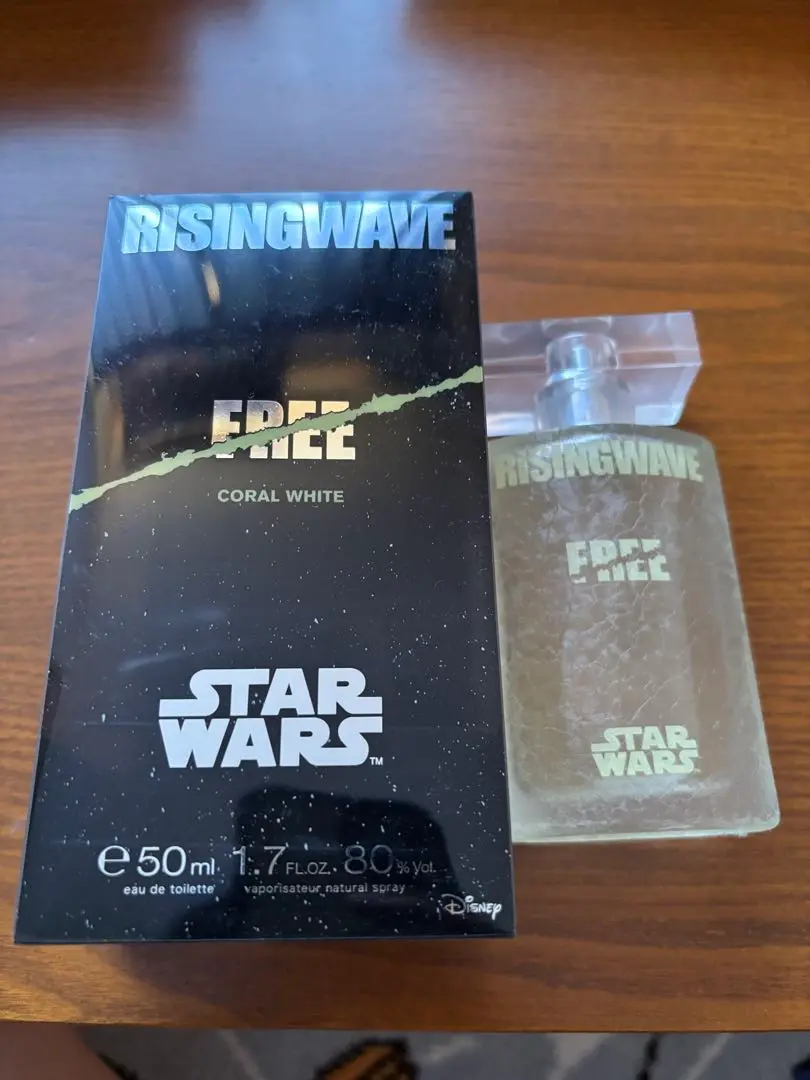 RISINGWAVE
FREE
CORAL WHITE
STAR
WARS™
e 50ml 1.7 FL.OZ. 80% Vol.
eau de toilette vaporisateur natural spray
Disney
RISINGWAVE
FREE
STAR
WARS